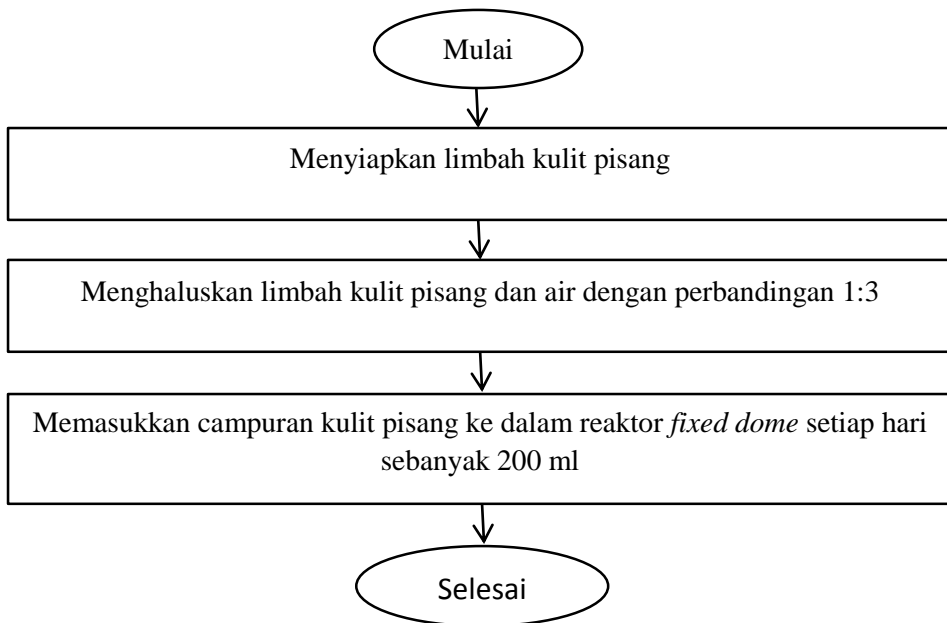 Mulai
Menyiapkan limbah kulit pisang
Menghaluskan limbah kulit pisang dan air dengan perbandingan 1:3
Memasukkan campuran kulit pisang ke dalam reaktor fixed dome setiap hari
sebanyak 200 ml
Selesai